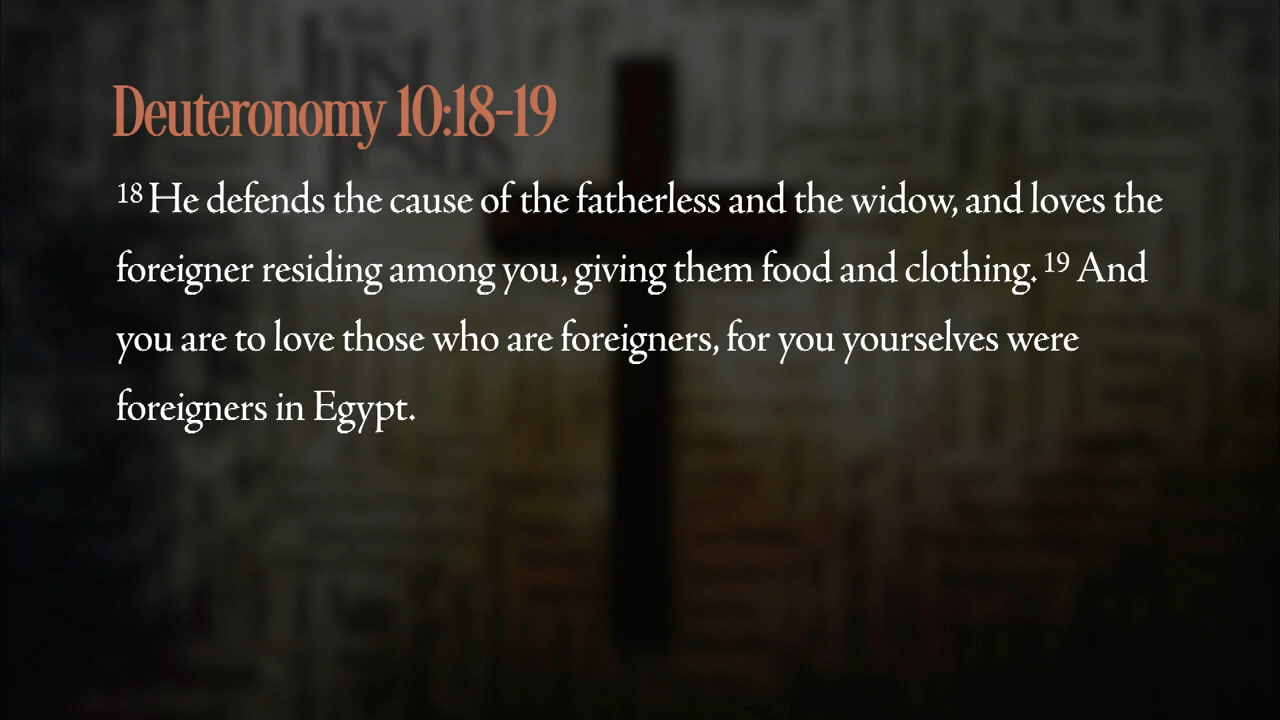 Deuteronomy 10:18-19
18 He defends the cause of the fatherless and the widow, and loves the
foreigner residing among you, giving them food and clothing. 19 And
you are to love those who are foreigners, for you yourselves were
foreigners in Egypt.